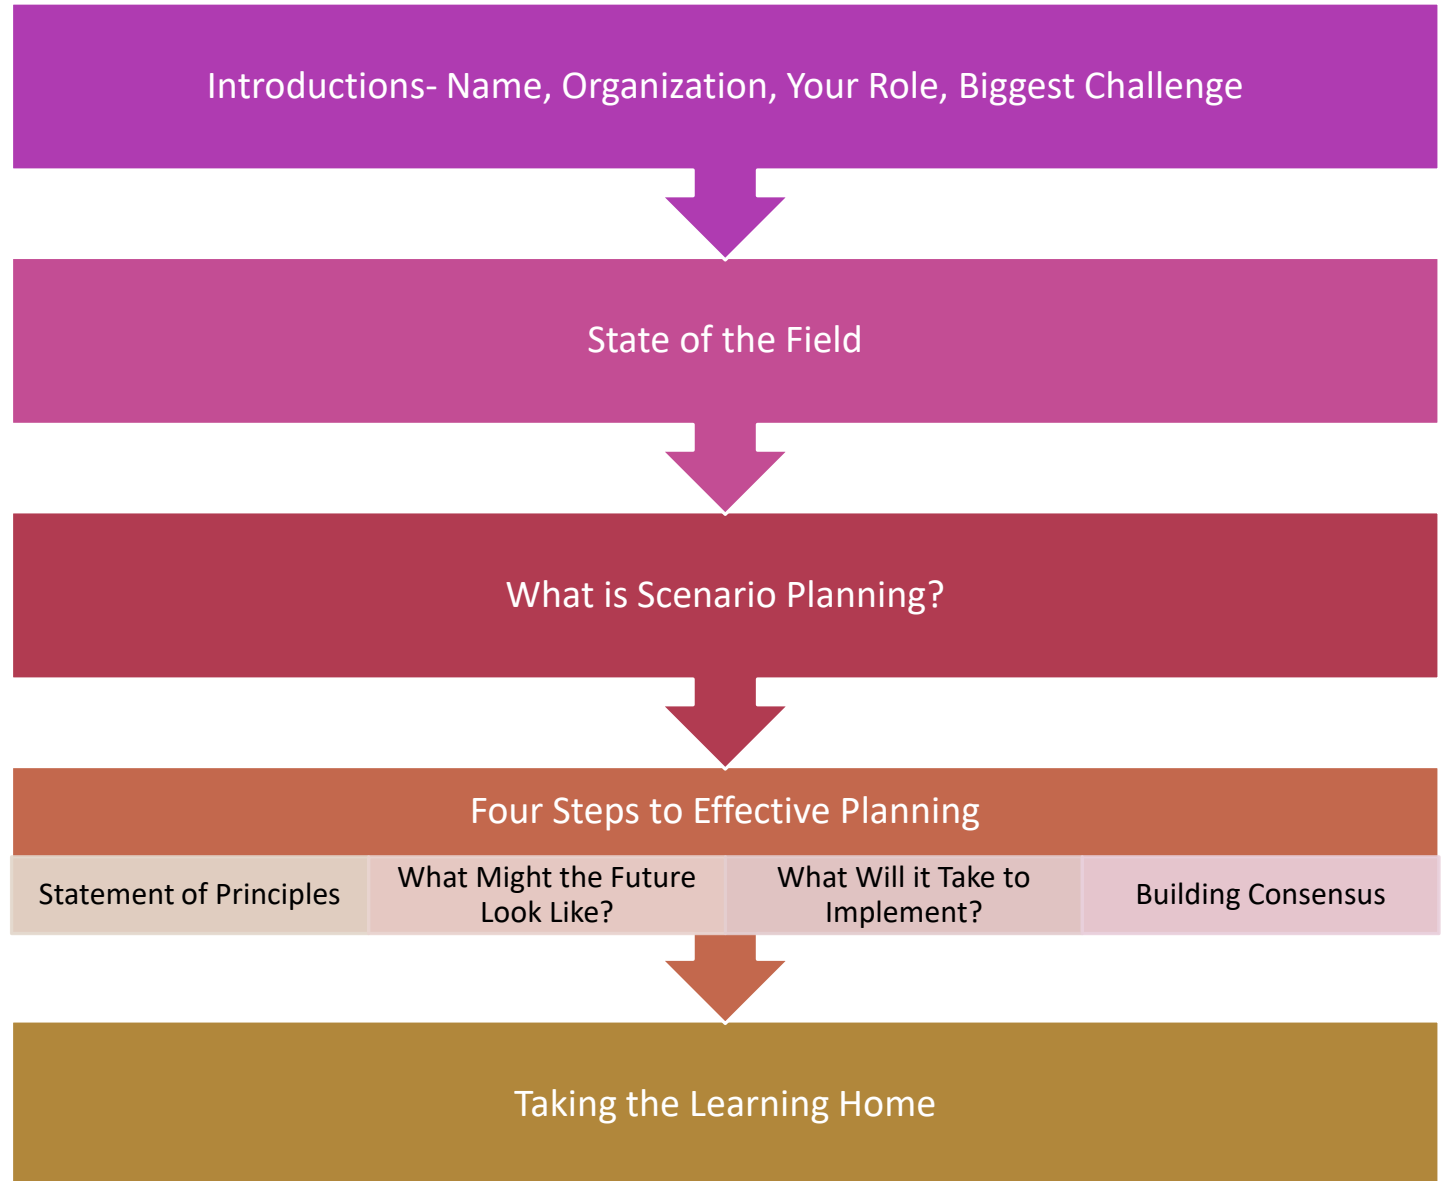 Introductions- Name, Organization, Your Role, Biggest Challenge
State of the Field
What is Scenario Planning?
Four Steps to Effective Planning
Statement of Principles
What Might the Future
Look Like?
What Will it Take to
Implement?
Building Consensus
Taking the Learning Home